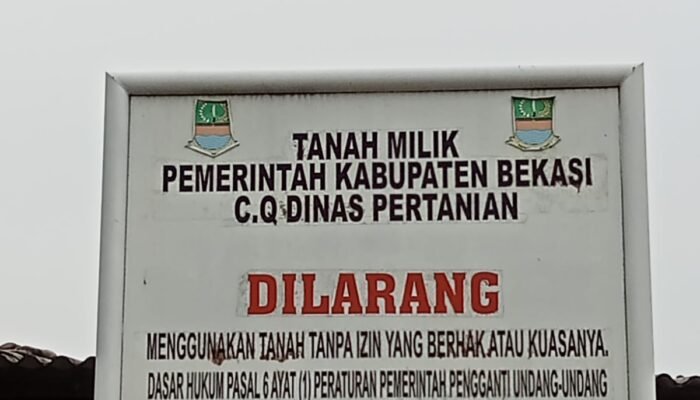 TANAH MILIK
PEMERINTAH KABUPATEN BEKASI
C.Q DINAS PERTANIAN
DILARANG
MENGGUNAKAN TANAH TANPA IZIN YANG BERHAK ATAU KUASANYA.
DASAR HUKUM PASAL 6 AYAT (1) PERATURAN PEMERINTAH PENGGANTI UNDANG-UNDANG